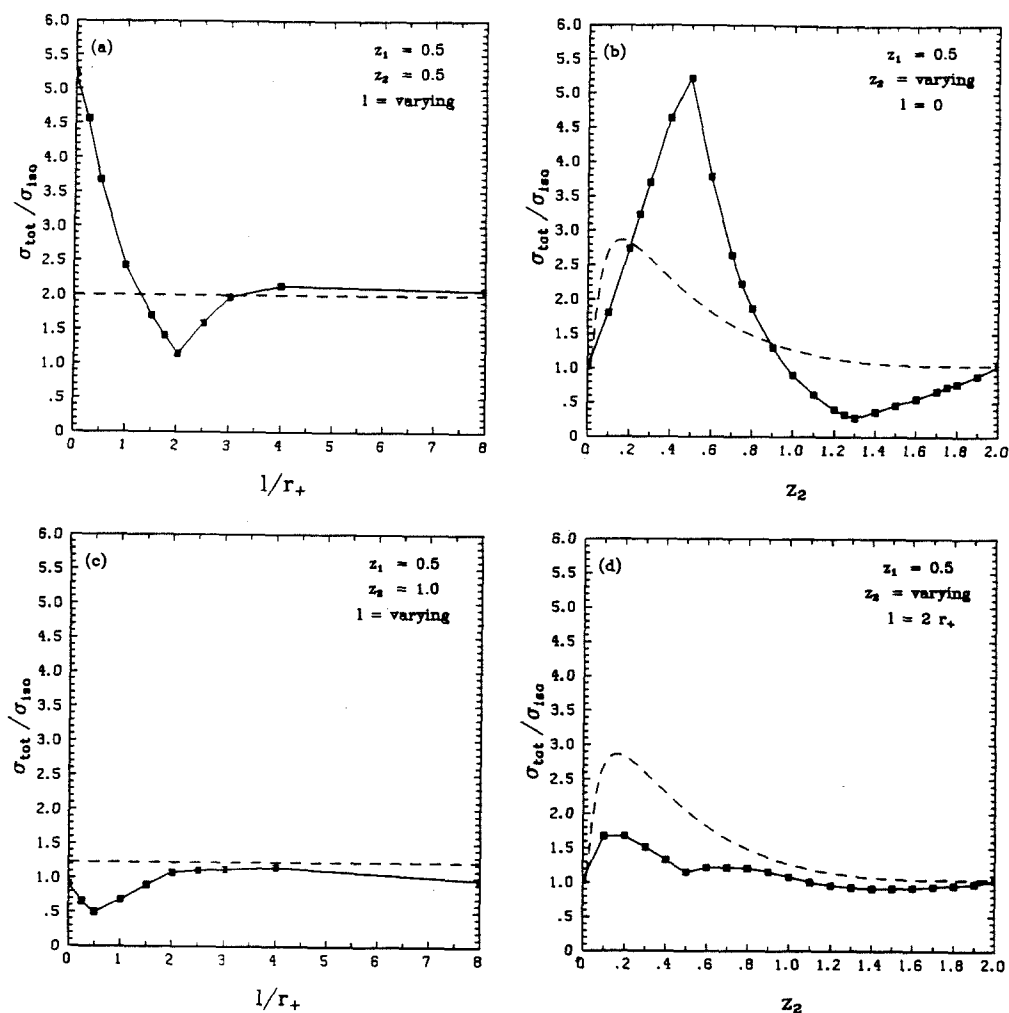 (a)
z₁ = 0.5
z₂ = 0.5
l = varying
σtot/σiso
6.0
5.5
5.0
4.5
4.0
3.5
3.0
2.5
2.0
1.5
1.0
.5
0
0 1 2 3 4 5 6 7 8
l/r₊
(b)
z₁ = 0.5
z₂ = varying
l = 0
σtot/σiso
6.0
5.5
5.0
4.5
4.0
3.5
3.0
2.5
2.0
1.5
1.0
.5
0
0 .2 .4 .6 .8 1.0 1.2 1.4 1.6 1.8 2.0
z₂
(c)
z₁ = 0.5
z₂ = 1.0
l = varying
σtot/σiso
6.0
5.5
5.0
4.5
4.0
3.5
3.0
2.5
2.0
1.5
1.0
.5
0
0 1 2 3 4 5 6 7 8
l/r₊
(d)
z₁ = 0.5
z₂ = varying
l = 2 r₊
σtot/σiso
6.0
5.5
5.0
4.5
4.0
3.5
3.0
2.5
2.0
1.5
1.0
.5
0
0 .2 .4 .6 .8 1.0 1.2 1.4 1.6 1.8 2.0
z₂